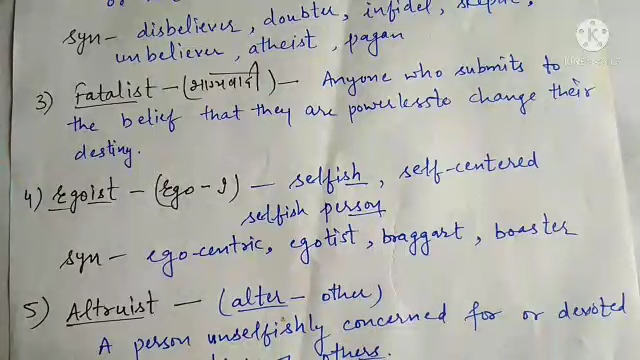 syn- disbeliever, doubter, infidel,
unbeliever, atheist, pagan
3) Fatalist - (भाग्यवादी) - Anyone who submits to
the belief that they are powerless to change their
destiny.
4) Egoist - (Ego - I) - selfish, self-centered
selfish person
syn- ego-centric, egotist, braggart, boaster
5) Altruist - (alter - other)
A person unselfishly concerned for or devoted
others.